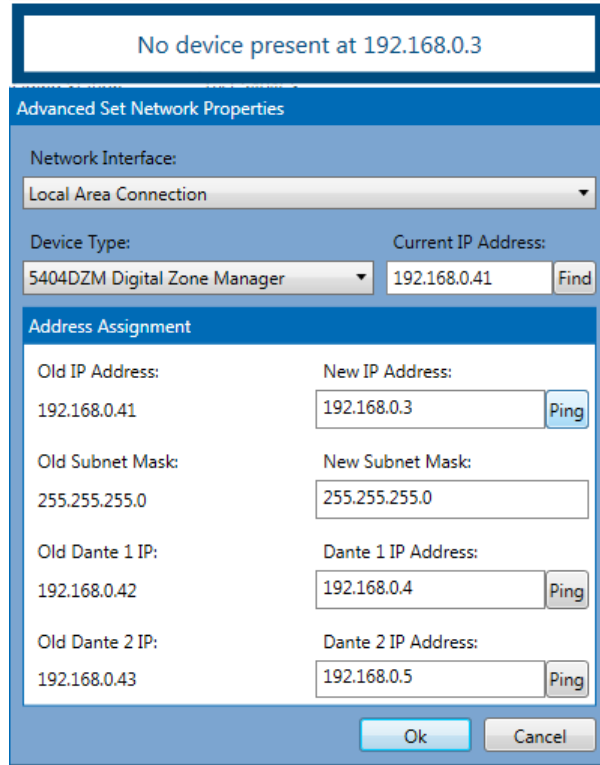 No device present at 192.168.0.3
Advanced Set Network Properties
Network Interface:
Local Area Connection
Device Type:
Current IP Address:
5404DZM Digital Zone Manager
192.168.0.41
Find
Address Assignment
Old IP Address:
New IP Address:
192.168.0.41
192.168.0.3
Ping
Old Subnet Mask:
New Subnet Mask:
255.255.255.0
255.255.255.0
Old Dante 1 IP:
Dante 1 IP Address:
192.168.0.42
192.168.0.4
Ping
Old Dante 2 IP:
Dante 2 IP Address:
192.168.0.43
192.168.0.5
Ping
Ok
Cancel